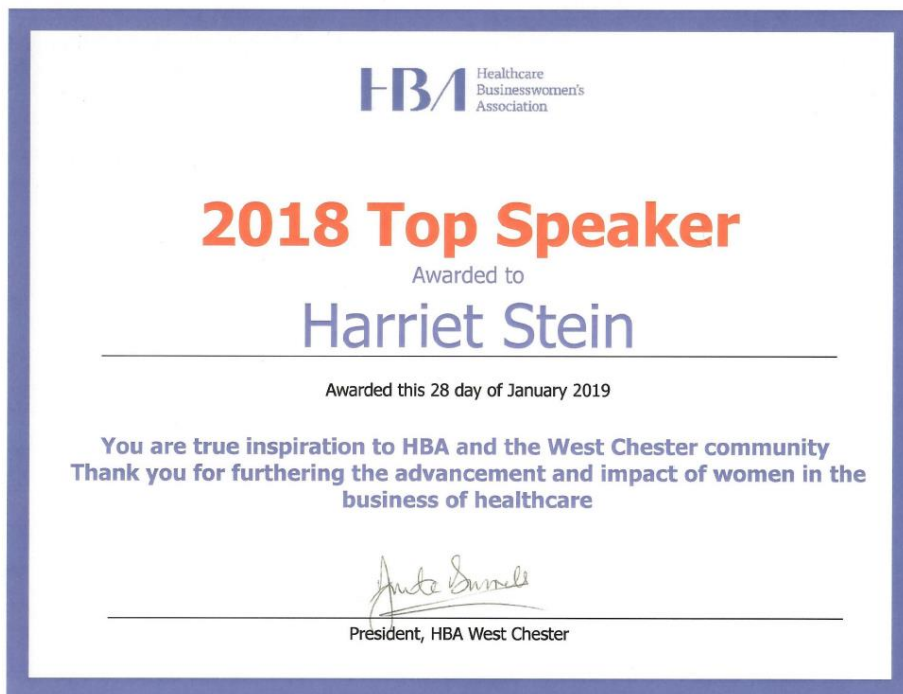 HBA
Healthcare
Businesswomen's
Association
2018 Top Speaker
Awarded to
Harriet Stein
Awarded this 28 day of January 2019
You are true inspiration to HBA and the West Chester community
Thank you for furthering the advancement and impact of women in the
business of healthcare
President, HBA West Chester